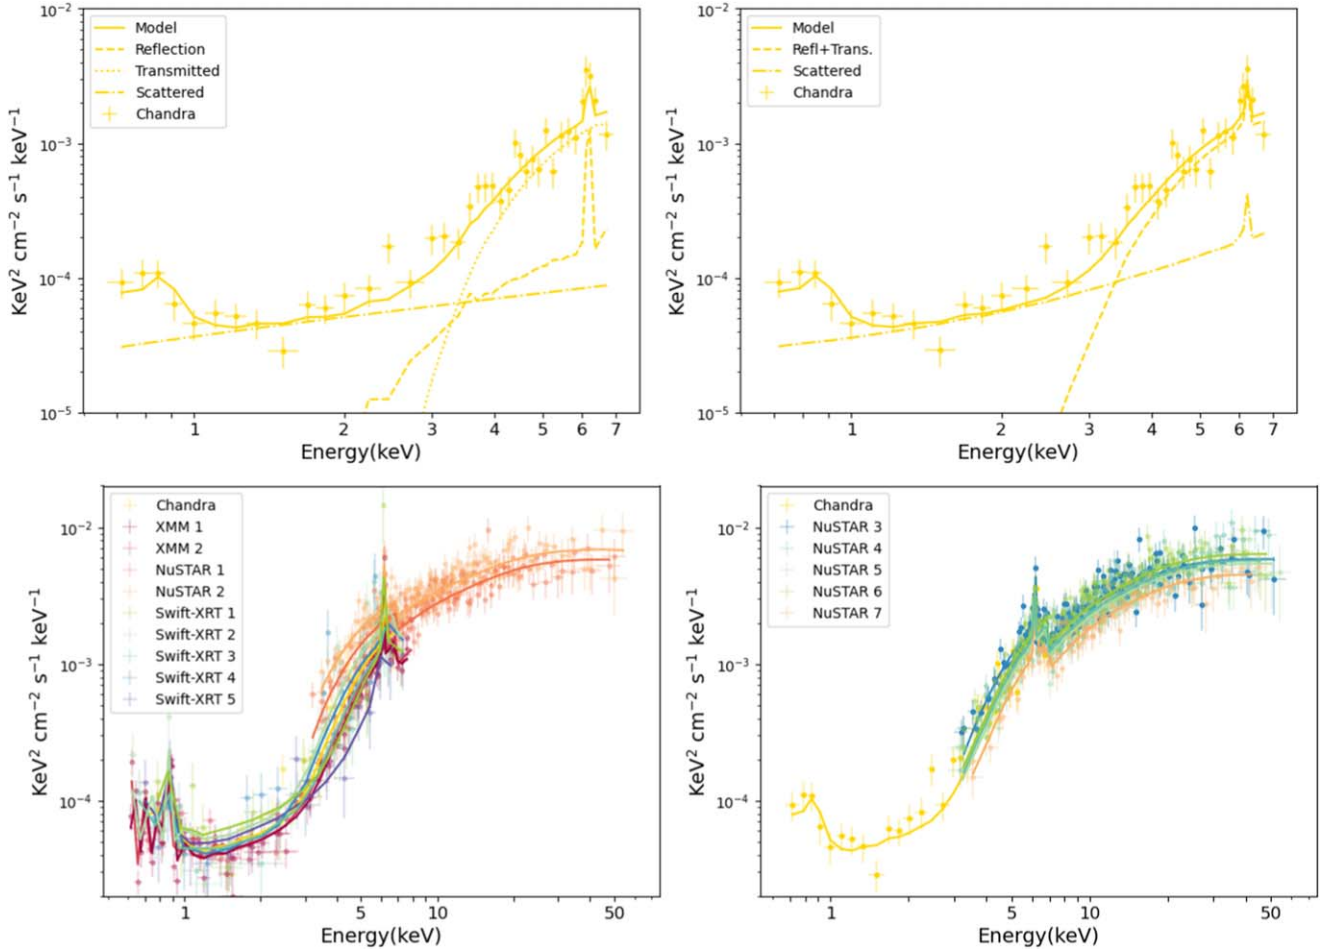 10⁻²
10⁻³
10⁻⁴
10⁻⁵
KeV² cm⁻² s⁻¹ keV⁻¹
Model
Reflection
Transmitted
Scattered
Chandra
1 2 3 4 5 6 7
Energy(keV)
10⁻²
10⁻³
10⁻⁴
10⁻⁵
KeV² cm⁻² s⁻¹ keV⁻¹
Model
Refl+Trans.
Scattered
Chandra
1 2 3 4 5 6 7
Energy(keV)
10⁻²
10⁻³
10⁻⁴
KeV² cm⁻² s⁻¹ keV⁻¹
Chandra
XMM 1
XMM 2
NuSTAR 1
NuSTAR 2
Swift-XRT 1
Swift-XRT 2
Swift-XRT 3
Swift-XRT 4
Swift-XRT 5
1 5 10 50
Energy(keV)
10⁻²
10⁻³
10⁻⁴
KeV² cm⁻² s⁻¹ keV⁻¹
Chandra
NuSTAR 3
NuSTAR 4
NuSTAR 5
NuSTAR 6
NuSTAR 7
1 5 10 50
Energy(keV)